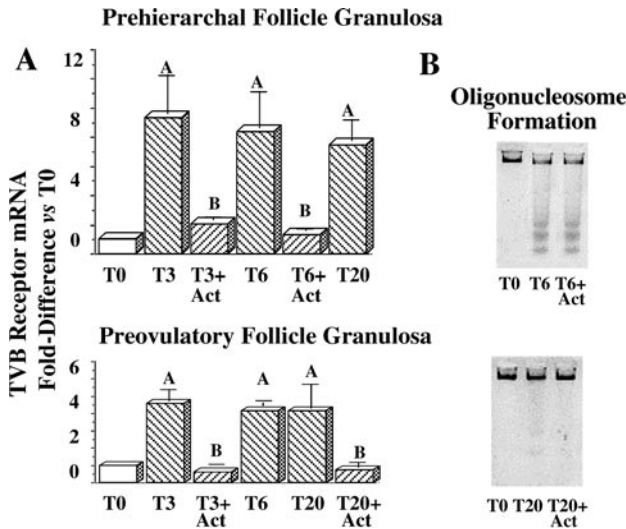 Prehierarchal Follicle Granulosa
A
B
TVB Receptor mRNA
Fold-Difference vs T0
12
8
4
0
A
B
A
B
A
T0 T3 T3+ T6 T6+ T20
Act Act
Oligonucleosome
Formation
T0 T6 T6+
Act
Preovulatory Follicle Granulosa
6
4
2
0
A
B
A
A
B
T0 T3 T3+ T6 T20 T20+
Act Act
T0 T20 T20+
Act